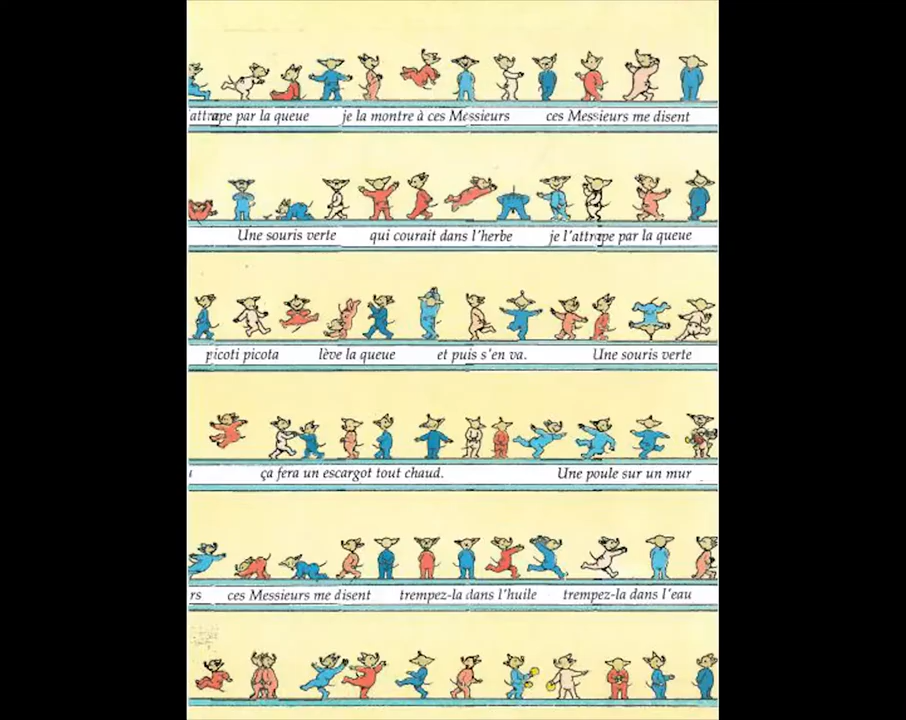 attrape par la queue je la montre à ces Messieurs ces Messieurs me disent
Une souris verte qui courait dans l'herbe je l'attrape par la queue
picoti picota lève la queue et puis s'en va. Une souris verte
ça fera un escargot tout chaud. Une poule sur un mur
rs ces Messieurs me disent trempez-la dans l'huile trempez-la dans l'eau